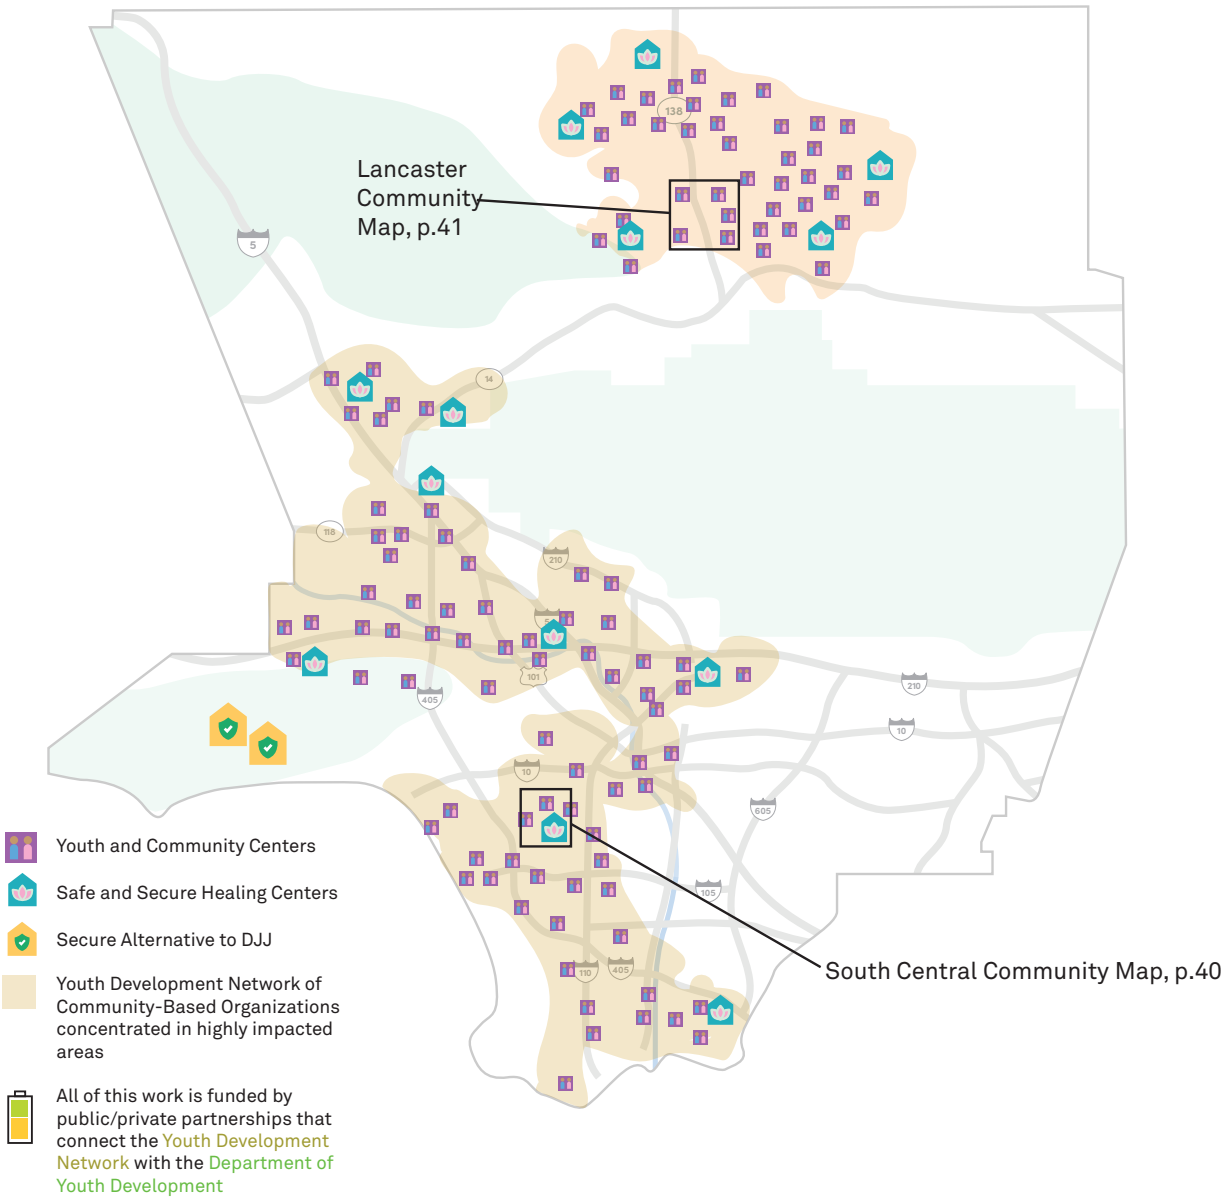 138
Lancaster
Community
Map, p.41
5
14
118
210
5
101
405
210
10
10
605
105
110
405
Youth and Community Centers
Safe and Secure Healing Centers
Secure Alternative to DJJ
Youth Development Network of
Community-Based Organizations
concentrated in highly impacted
areas
All of this work is funded by
public/private partnerships that
connect the Youth Development
Network with the Department of
Youth Development
South Central Community Map, p.40